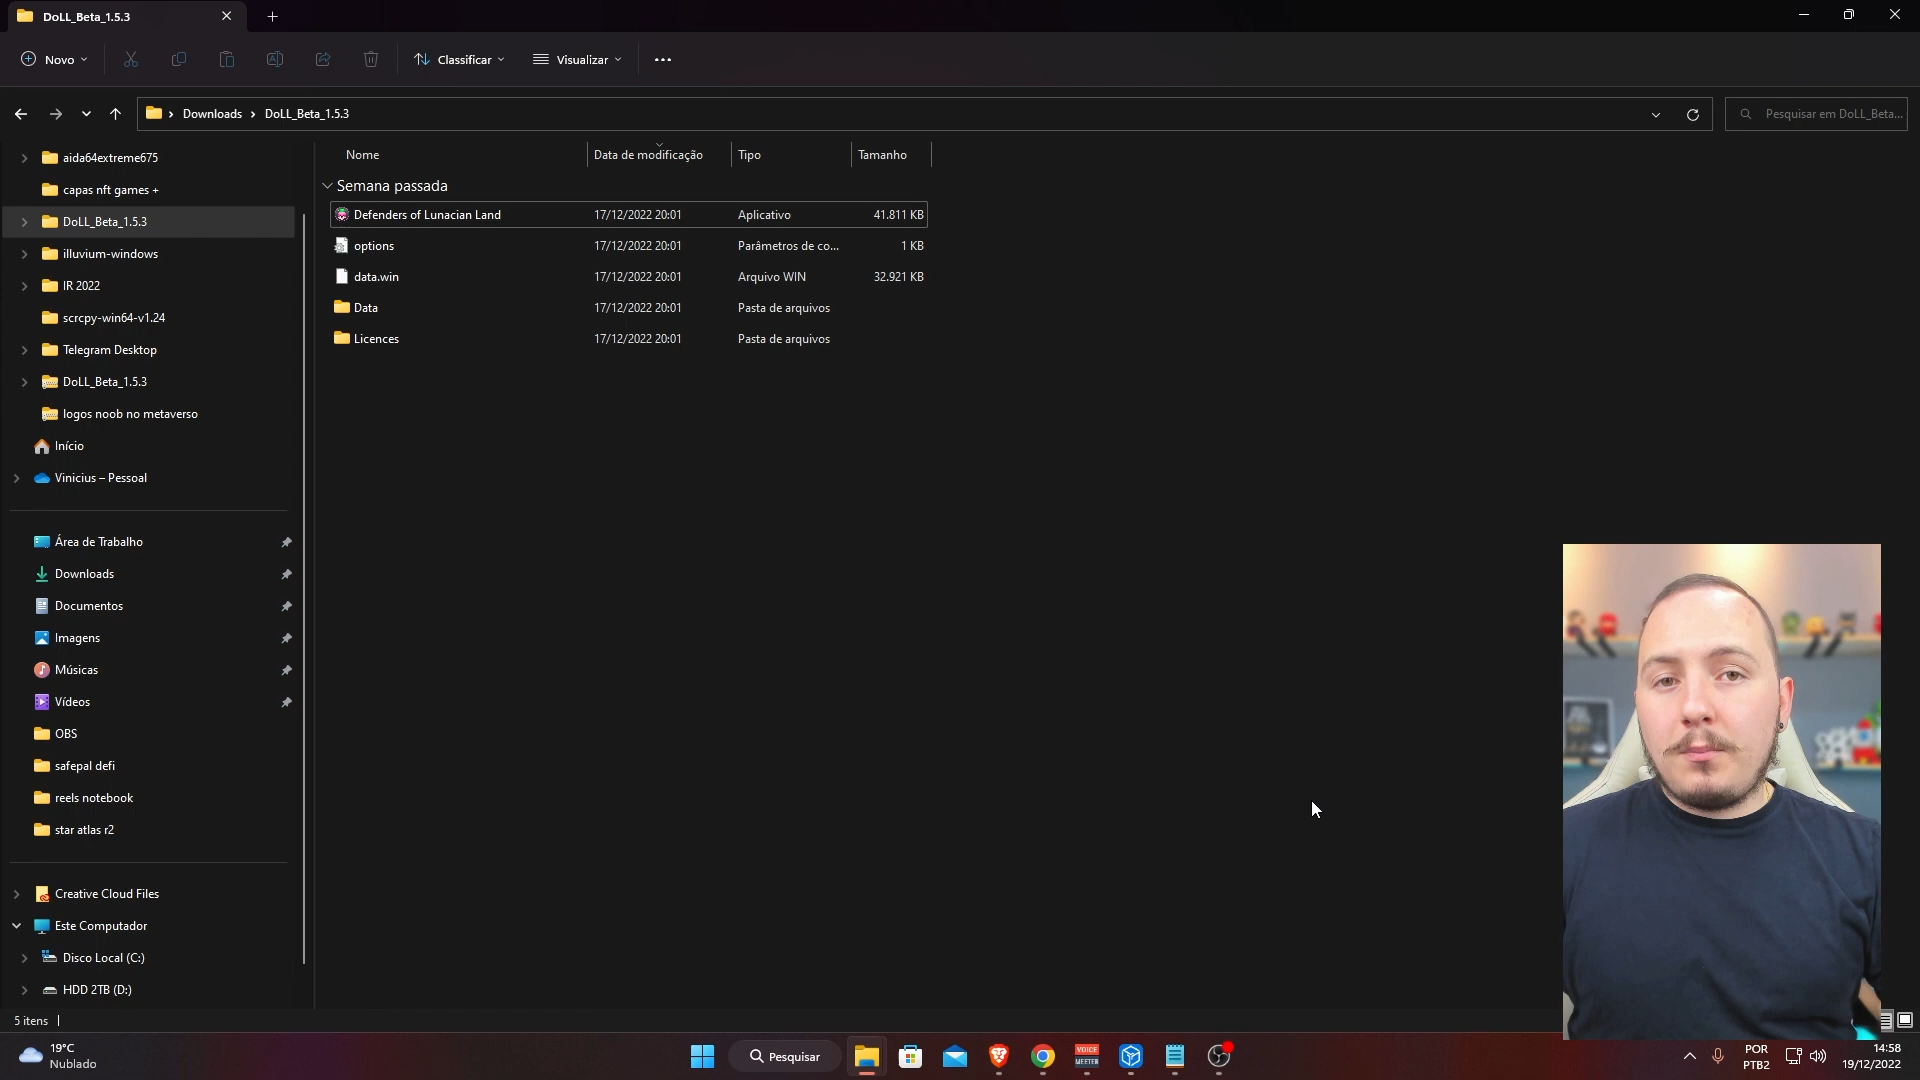 DoLL_Beta_1.5.3
Novo
Classificar
Visualizar
Downloads > DoLL_Beta_1.5.3
Pesquisar em DoLL_Beta...
aida64extreme675
capas nft games +
DoLL_Beta_1.5.3
illuvium-windows
IR 2022
scrcpy-win64-v1.24
Telegram Desktop
DoLL_Beta_1.5.3
logos noob no metaverso
Início
Vinicius – Pessoal
Área de Trabalho
Downloads
Documentos
Imagens
Músicas
Vídeos
OBS
safepal defi
reels notebook
star atlas r2
Creative Cloud Files
Este Computador
Disco Local (C:)
HDD 2TB (D:)
Nome Data de modificação Tipo Tamanho
Semana passada
Defenders of Lunacian Land 17/12/2022 20:01 Aplicativo 41.811 KB
options 17/12/2022 20:01 Parâmetros de co... 1 KB
data.win 17/12/2022 20:01 Arquivo WIN 32.921 KB
Data 17/12/2022 20:01 Pasta de arquivos
Licences 17/12/2022 20:01 Pasta de arquivos
5 itens
19°C
Nublado
Pesquisar
VOICE
MEETER
POR
PTB2
14:58
19/12/2022